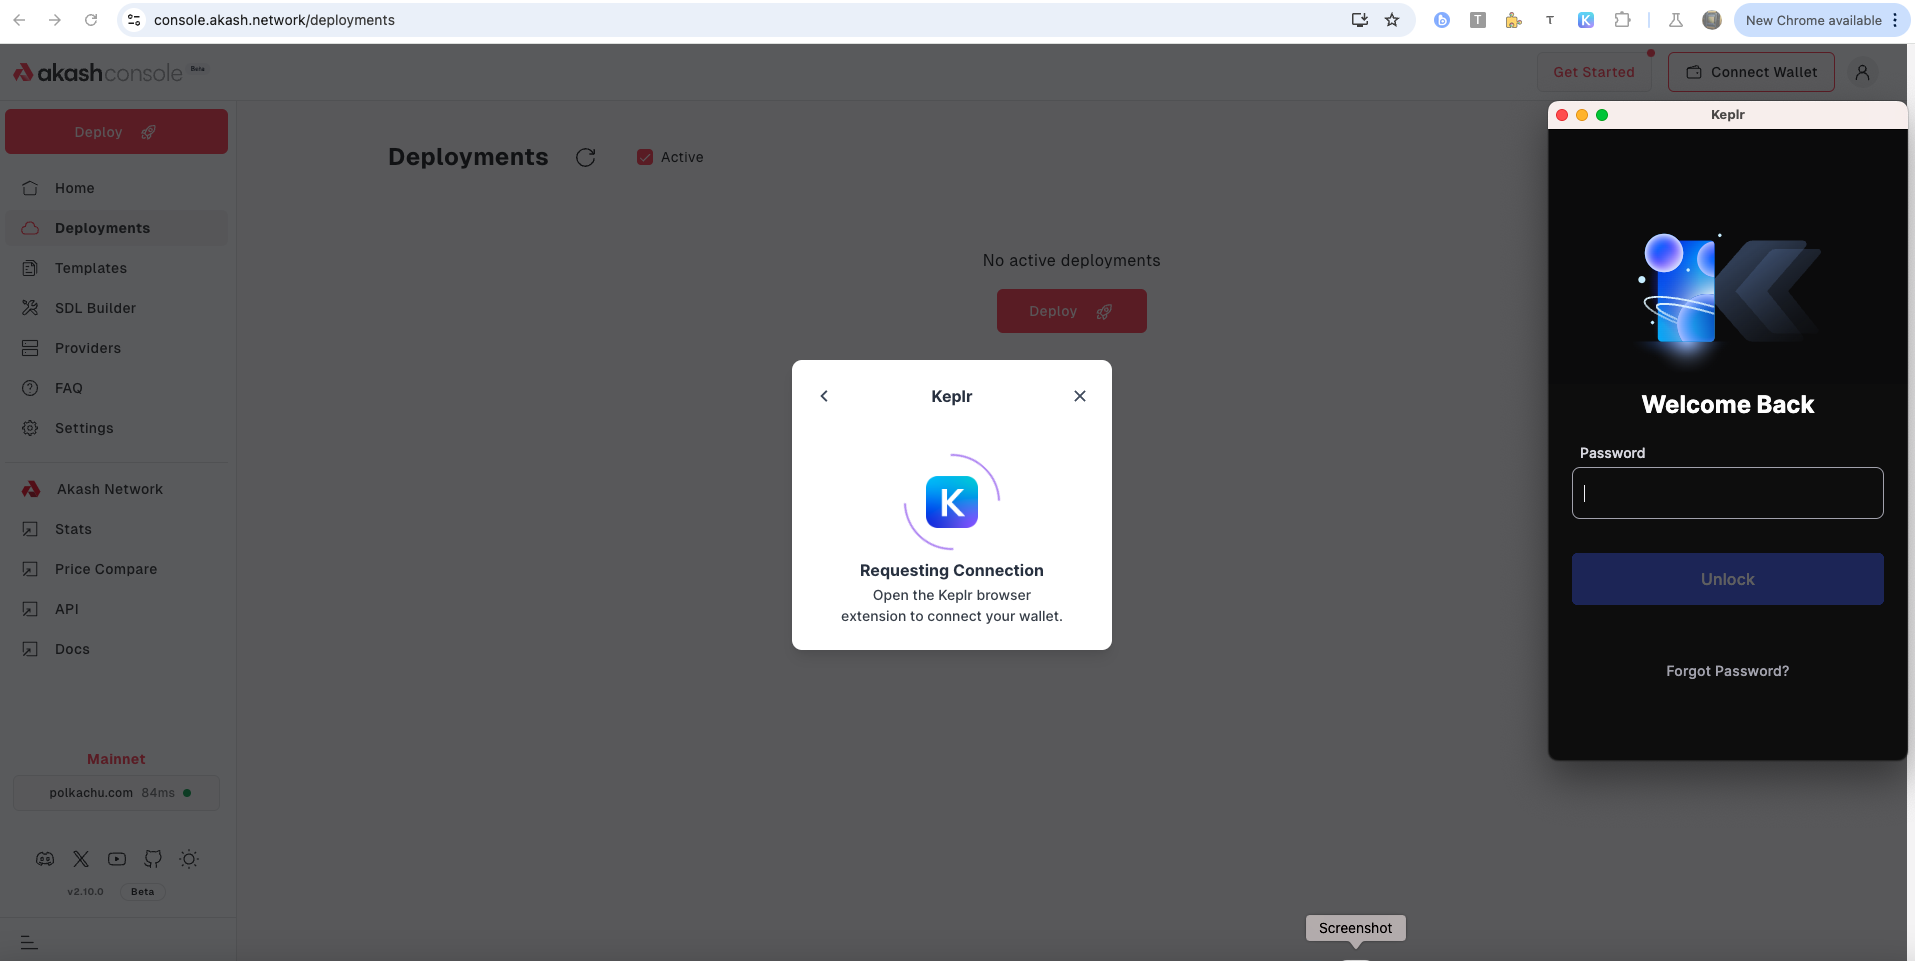 console.akash.network/deployments
T
T
K
New Chrome available
akashconsole Beta
Get Started
Connect Wallet
Deploy
Home
Deployments
Templates
SDL Builder
Providers
FAQ
Settings
Akash Network
Stats
Price Compare
API
Docs
Mainnet
polkachu.com 84ms
v2.10.0 Beta
Deployments
Active
No active deployments
Deploy
Keplr
K
Requesting Connection
Open the Keplr browser
extension to connect your wallet.
Keplr
Welcome Back
Password
Unlock
Forgot Password?
Screenshot